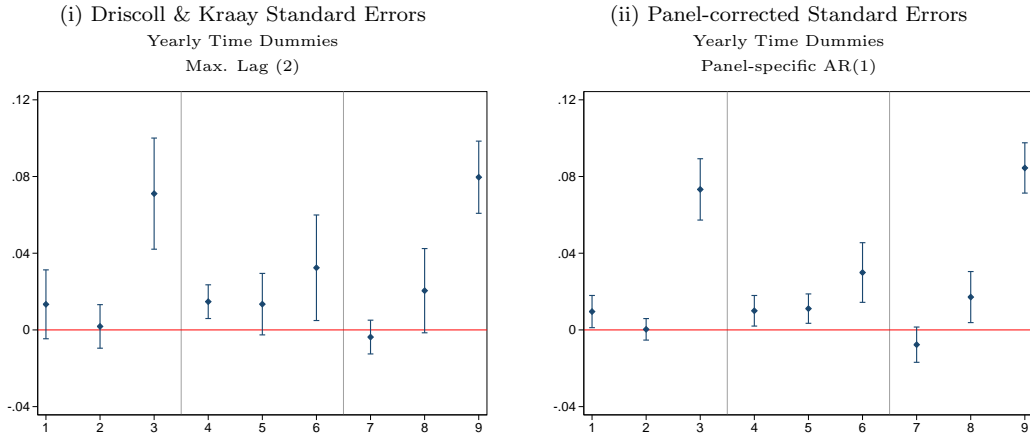 (i) Driscoll & Kraay Standard Errors
Yearly Time Dummies
Max. Lag (2)
.12
.08
.04
0
-.04
1 2 3 4 5 6 7 8 9
(ii) Panel-corrected Standard Errors
Yearly Time Dummies
Panel-specific AR(1)
.12
.08
.04
0
-.04
1 2 3 4 5 6 7 8 9